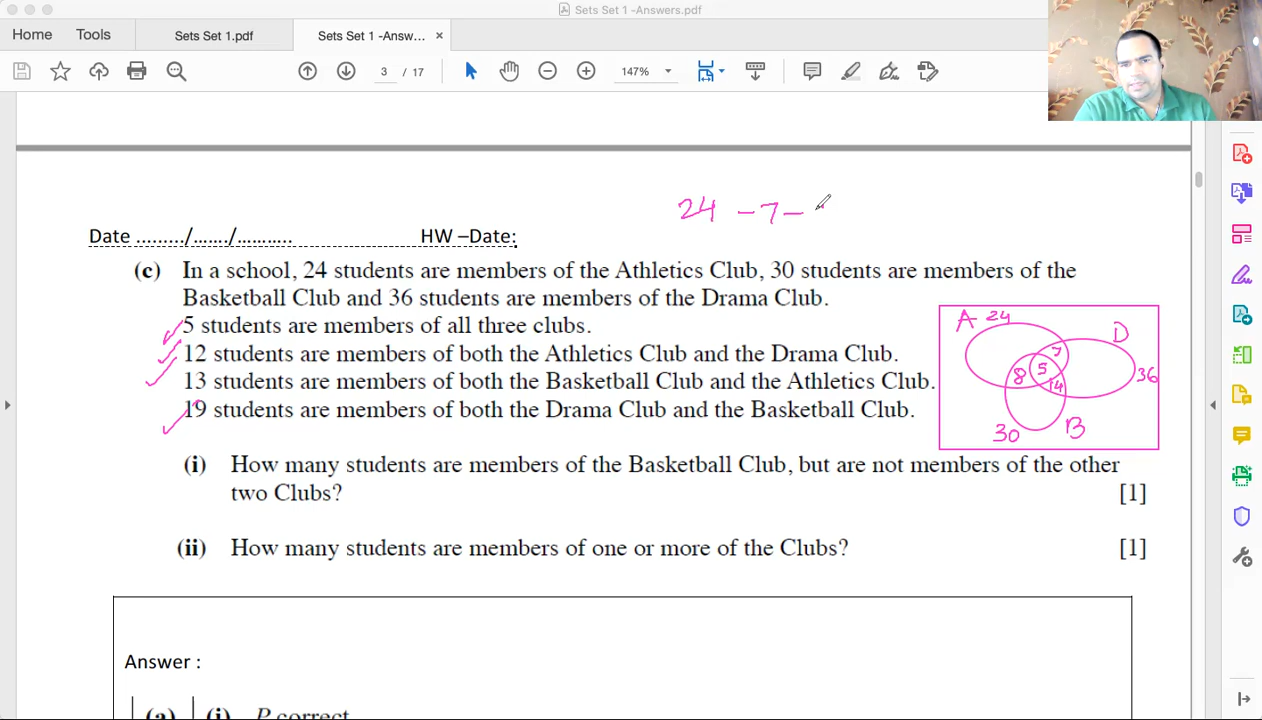 Sets Set 1 -Answers.pdf
Home Tools Sets Set 1.pdf Sets Set 1 -Answ... ×
3 / 17 147%
24 – 7 –
Date ........./......./........... HW –Date:
(c) In a school, 24 students are members of the Athletics Club, 30 students are members of the
Basketball Club and 36 students are members of the Drama Club.
5 students are members of all three clubs.
12 students are members of both the Athletics Club and the Drama Club.
13 students are members of both the Basketball Club and the Athletics Club.
19 students are members of both the Drama Club and the Basketball Club.
A 24
D
7
8 5
14
36
30 B
(i) How many students are members of the Basketball Club, but are not members of the other
two Clubs? [1]
(ii) How many students are members of one or more of the Clubs? [1]
Answer :
(a) (i) P correct